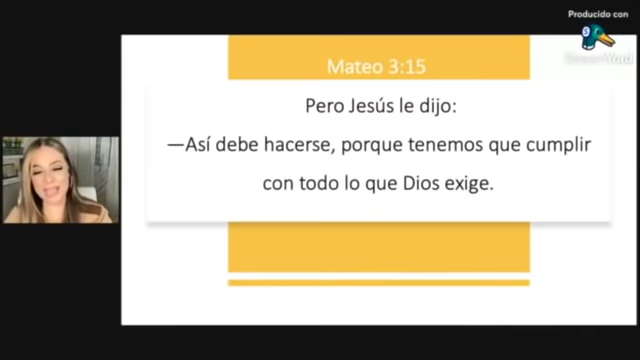 Producido con
StreamYard
Mateo 3:15
Pero Jesús le dijo:
—Así debe hacerse, porque tenemos que cumplir
con todo lo que Dios exige.